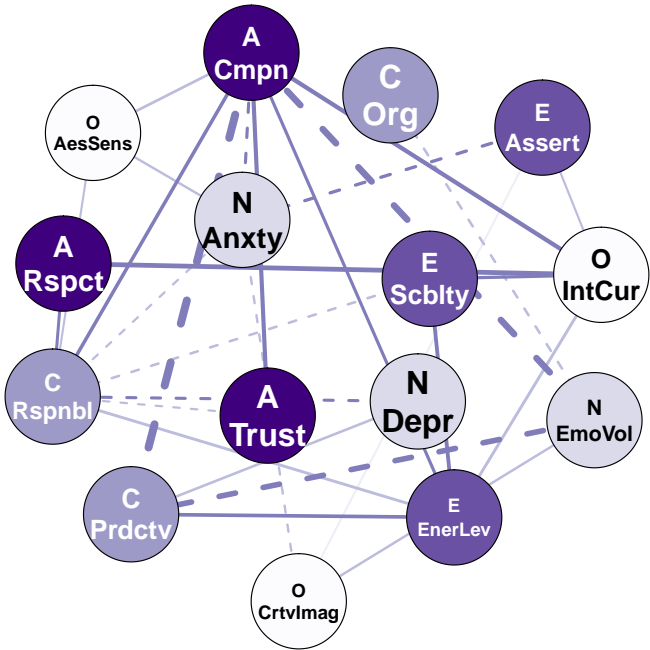 A
Cmpn
C
Org
E
Assert
O
AesSens
N
Anxty
A
Rspct
E
Scblty
O
IntCur
C
Rspnbl
A
Trust
N
Depr
N
EmoVol
C
Prdctv
E
EnerLev
O
CrtvImag